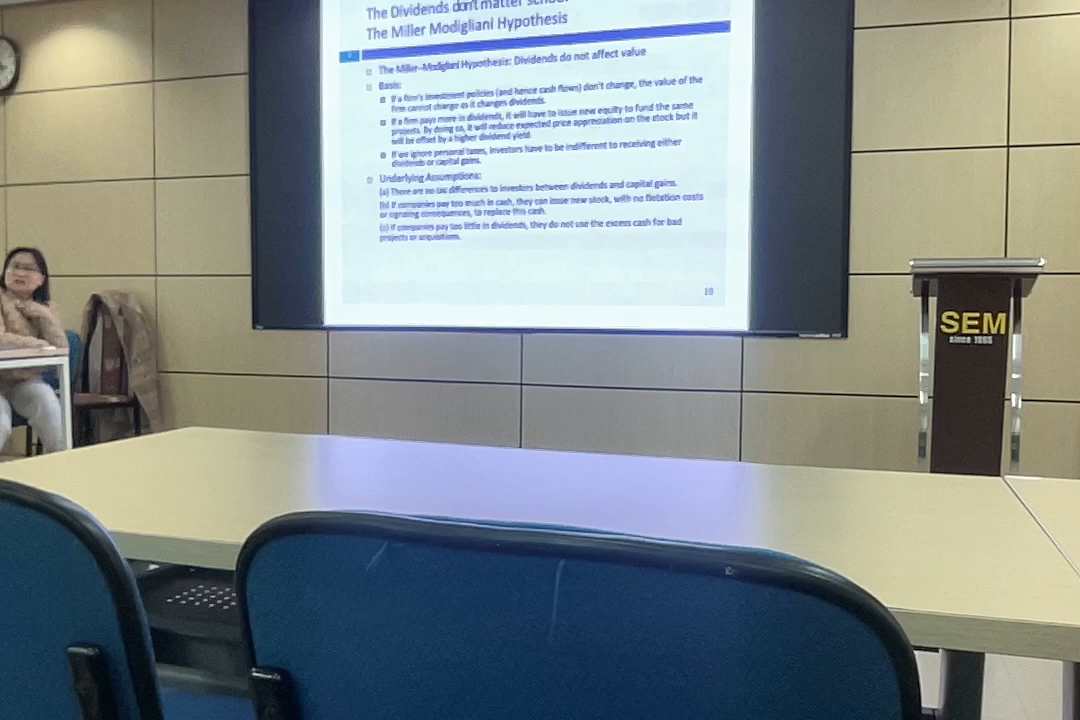 The Dividends don't matter school
The Miller Modigliani Hypothesis
The Miller-Modigliani Hypothesis: Dividends do not affect value
Basis:
If a firm's investment policies (and hence cash flows) don't change, the value of the
firm cannot change as it changes dividends.
If a firm pays more in dividends, it will have to issue new equity to fund the same
projects. By doing so, it will reduce expected price appreciation on the stock but it
will be offset by a higher dividend yield.
If we ignore personal taxes, investors have to be indifferent to receiving either
dividends or capital gains.
Underlying Assumptions:
(a) There are no tax differences to investors between dividends and capital gains.
(b) If companies pay too much in cash, they can issue new stock, with no flotation costs
or signaling consequences, to replace this cash.
(c) If companies pay too little in dividends, they do not use the excess cash for bad
projects or acquisitions.
SEM